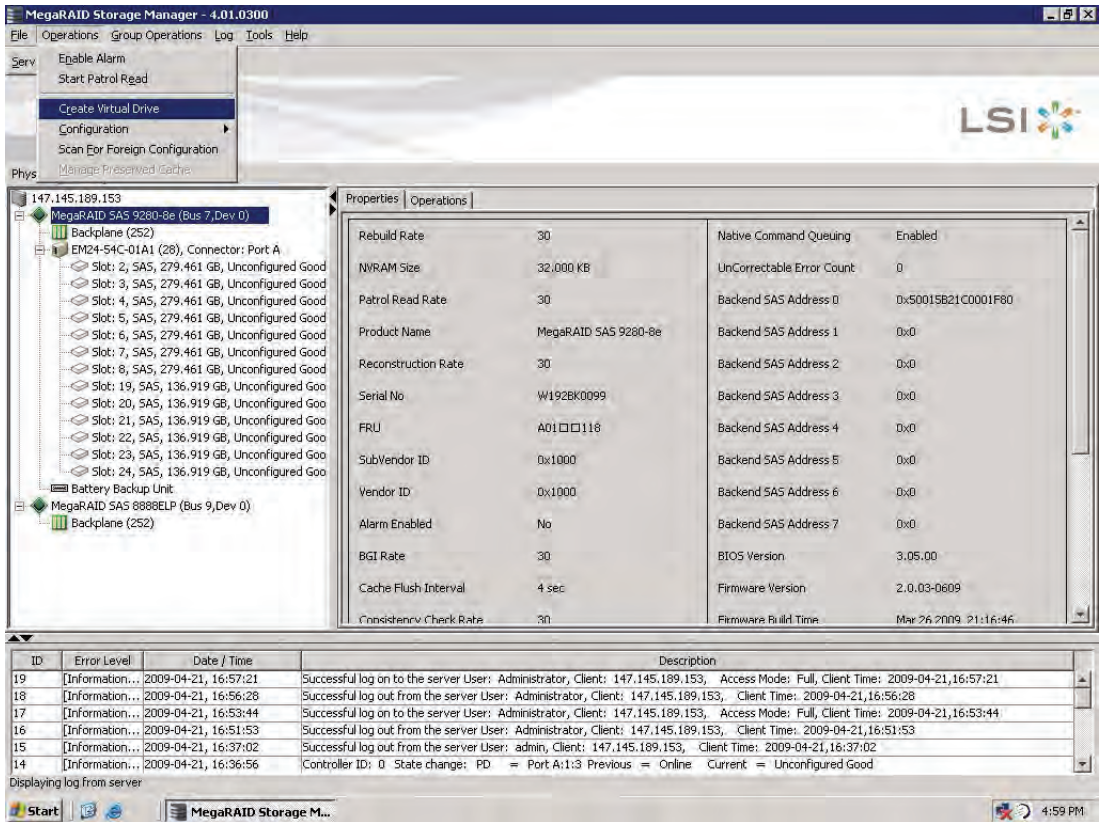 MegaRAID Storage Manager - 4.01.0300
File Operations Group Operations Log Tools Help
Serv
Enable Alarm
Start Patrol Read
Create Virtual Drive
Configuration
Scan For Foreign Configuration
Manage Preserved Cache
LSI
Phys
147.145.189.153
MegaRAID SAS 9280-8e (Bus 7,Dev 0)
Backplane (252)
EM24-54C-01A1 (28), Connector: Port A
Slot: 2, SAS, 279.461 GB, Unconfigured Good
Slot: 3, SAS, 279.461 GB, Unconfigured Good
Slot: 4, SAS, 279.461 GB, Unconfigured Good
Slot: 5, SAS, 279.461 GB, Unconfigured Good
Slot: 6, SAS, 279.461 GB, Unconfigured Good
Slot: 7, SAS, 279.461 GB, Unconfigured Good
Slot: 8, SAS, 279.461 GB, Unconfigured Good
Slot: 19, SAS, 136.919 GB, Unconfigured Goo
Slot: 20, SAS, 136.919 GB, Unconfigured Goo
Slot: 21, SAS, 136.919 GB, Unconfigured Goo
Slot: 22, SAS, 136.919 GB, Unconfigured Goo
Slot: 23, SAS, 136.919 GB, Unconfigured Goo
Slot: 24, SAS, 136.919 GB, Unconfigured Goo
Battery Backup Unit
MegaRAID SAS 8888ELP (Bus 9,Dev 0)
Backplane (252)
Properties Operations
Rebuild Rate 30 Native Command Queuing Enabled
NVRAM Size 32.000 KB UnCorrectable Error Count 0
Patrol Read Rate 30 Backend SAS Address 0 0x50015B21C0001F80
Product Name MegaRAID SAS 9280-8e Backend SAS Address 1 0x0
Reconstruction Rate 30 Backend SAS Address 2 0x0
Serial No W192BK0099 Backend SAS Address 3 0x0
FRU A01□□118 Backend SAS Address 4 0x0
SubVendor ID 0x1000 Backend SAS Address 5 0x0
Vendor ID 0x1000 Backend SAS Address 6 0x0
Alarm Enabled No Backend SAS Address 7 0x0
BGI Rate 30 BIOS Version 3.05.00
Cache Flush Interval 4 sec Firmware Version 2.0.03-0609
Consistency Check Rate 30 Firmware Build Time Mar 26 2009 21:16:46
ID Error Level Date / Time Description
19 [Information... 2009-04-21, 16:57:21 Successful log on to the server User: Administrator, Client: 147.145.189.153, Access Mode: Full, Client Time: 2009-04-21,16:57:21
18 [Information... 2009-04-21, 16:56:28 Successful log out from the server User: Administrator, Client: 147.145.189.153, Client Time: 2009-04-21,16:56:28
17 [Information... 2009-04-21, 16:53:44 Successful log on to the server User: Administrator, Client: 147.145.189.153, Access Mode: Full, Client Time: 2009-04-21,16:53:44
16 [Information... 2009-04-21, 16:51:53 Successful log out from the server User: Administrator, Client: 147.145.189.153, Client Time: 2009-04-21,16:51:53
15 [Information... 2009-04-21, 16:37:02 Successful log out from the server User: admin, Client: 147.145.189.153, Client Time: 2009-04-21,16:37:02
14 [Information... 2009-04-21, 16:36:56 Controller ID: 0 State change: PD = Port A:1:3 Previous = Online Current = Unconfigured Good
Displaying log from server
Start MegaRAID Storage M... 4:59 PM